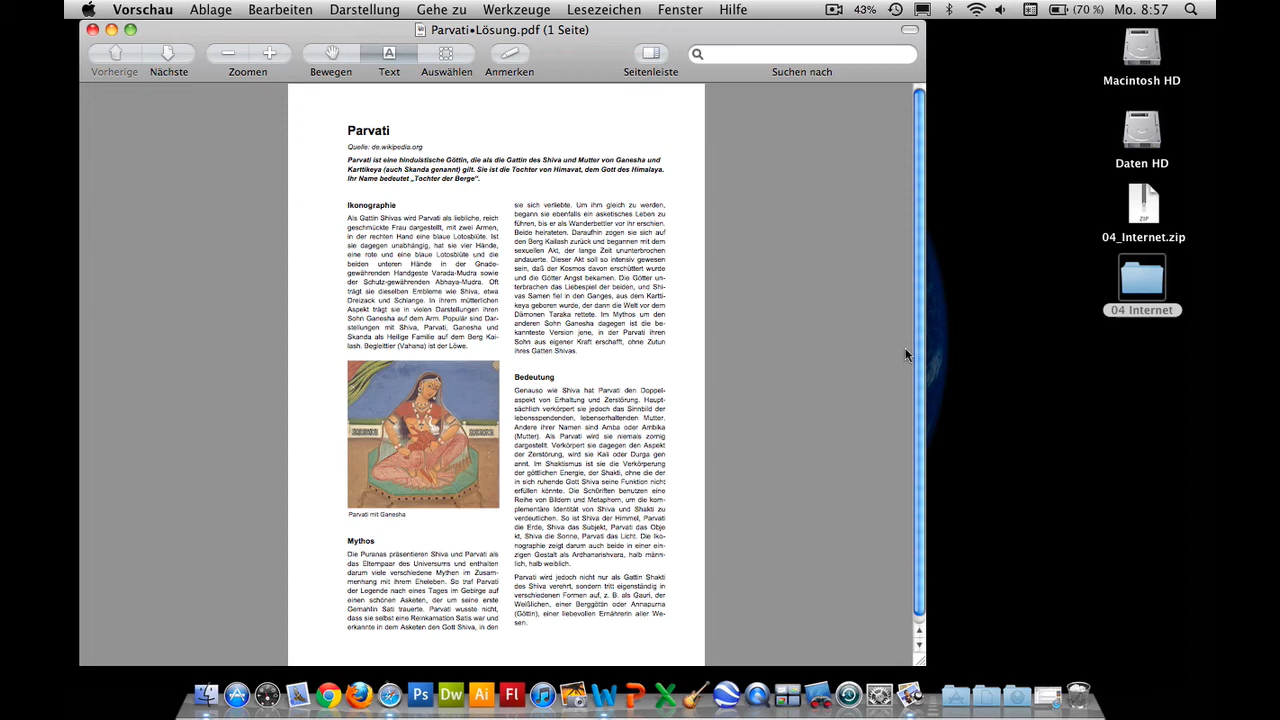 Vorschau Ablage Bearbeiten Darstellung Gehe zu Werkzeuge Lesezeichen Fenster Hilfe 43% (70 %) Mo. 8:57
Parvati•Lösung.pdf (1 Seite)
Vorherige Nächste Zoomen Bewegen Text Auswählen Anmerken Seitenleiste Suchen nach
Parvati
Quelle: de.wikipedia.org
Parvati ist eine hinduistische Göttin, die als die Gattin des Shiva und Mutter von Ganesha und
Karttikeya (auch Skanda genannt) gilt. Sie ist die Tochter von Himavat, dem Gott des Himalaya.
Ihr Name bedeutet „Tochter der Berge“.
Ikonographie
Als Gattin Shivas wird Parvati als liebliche, reich
geschmückte Frau dargestellt, mit zwei Armen,
in der rechten Hand eine blaue Lotosblüte. Ist
sie dagegen unabhängig, hat sie vier Hände,
eine rote und eine blaue Lotosblüte und die
beiden unteren Hände in der Gnade-
gewährenden Handgeste Varada-Mudra sowie
der Schutz-gewährenden Abhaya-Mudra. Oft
trägt sie dieselben Embleme wie Shiva, etwa
Dreizack und Schlange. In ihrem mütterlichen
Aspekt trägt sie in vielen Darstellungen ihren
Sohn Ganesha auf dem Arm. Populär sind Dar-
stellungen mit Shiva, Parvati, Ganesha und
Skanda als Heilige Familie auf dem Berg Kai-
lash. Begleittier (Vahana) ist der Löwe.
Parvati mit Ganesha
Mythos
Die Puranas präsentieren Shiva und Parvati als
das Elternpaar des Universums und enthalten
darum viele verschiedene Mythen im Zusam-
menhang mit ihrem Eheleben. So traf Parvati
der Legende nach eines Tages im Gebirge auf
einen schönen Asketen, der um seine erste
Gemahlin Sati trauerte. Parvati wusste nicht,
dass sie selbst eine Reinkarnation Satis war und
erkannte in dem Asketen den Gott Shiva, in den
sie sich verliebte. Um ihm gleich zu werden,
begann sie ebenfalls ein asketisches Leben zu
führen, bis er als Wanderbettler vor ihr erschien.
Beide heirateten. Daraufhin zogen sie sich auf
den Berg Kailash zurück und begannen mit dem
sexuellen Akt, der lange Zeit ununterbrochen
andauerte. Dieser Akt soll so intensiv gewesen
sein, daß der Kosmos davon erschüttert wurde
und die Götter Angst bekamen. Die Götter un-
terbrachen das Liebespiel der beiden, und Shi-
vas Samen fiel in den Ganges, aus dem Kartti-
keya geboren wurde, der dann die Welt vor dem
Dämonen Taraka rettete. Im Mythos um den
anderen Sohn Ganesha dagegen ist die be-
kannteste Version jene, in der Parvati ihren
Sohn aus eigener Kraft erschafft, ohne Zutun
ihres Gatten Shivas.
Bedeutung
Genauso wie Shiva hat Parvati den Doppel-
aspekt von Erhaltung und Zerstörung. Haupt-
sächlich verkörpert sie jedoch das Sinnbild der
lebensspendenden, lebenserhaltenden Mutter.
Andere ihrer Namen sind Amba oder Ambika
(Mutter). Als Parvati wird sie niemals zornig
dargestellt. Verkörpert sie dagegen den Aspekt
der Zerstörung, wird sie Kali oder Durga gen
annt. Im Shaktismus ist sie die Verkörperung
der göttlichen Energie, der Shakti, ohne die der
in sich ruhende Gott Shiva seine Funktion nicht
erfüllen könnte. Die Schriften benutzen eine
Reihe von Bildern und Metaphern, um die kom-
plementäre Identität von Shiva und Shakti zu
verdeutlichen. So ist Shiva der Himmel, Parvati
die Erde, Shiva das Subjekt, Parvati das Obje
kt, Shiva die Sonne, Parvati das Licht. Die Iko-
nographie zeigt darum auch beide in einer ein-
zigen Gestalt als Ardhanarishvara, halb männ-
lich, halb weiblich.
Parvati wird jedoch nicht nur als Gattin Shakti
des Shiva verehrt, sondern tritt eigenständig in
verschiedenen Formen auf, z. B. als Gauri, der
Weißlichen, einer Berggöttin oder Annapurna
(Göttin), einer liebevollen Ernährerin aller We-
sen.
Macintosh HD
Daten HD
ZIP
04_Internet.zip
04 Internet
Ps Dw Ai Fl